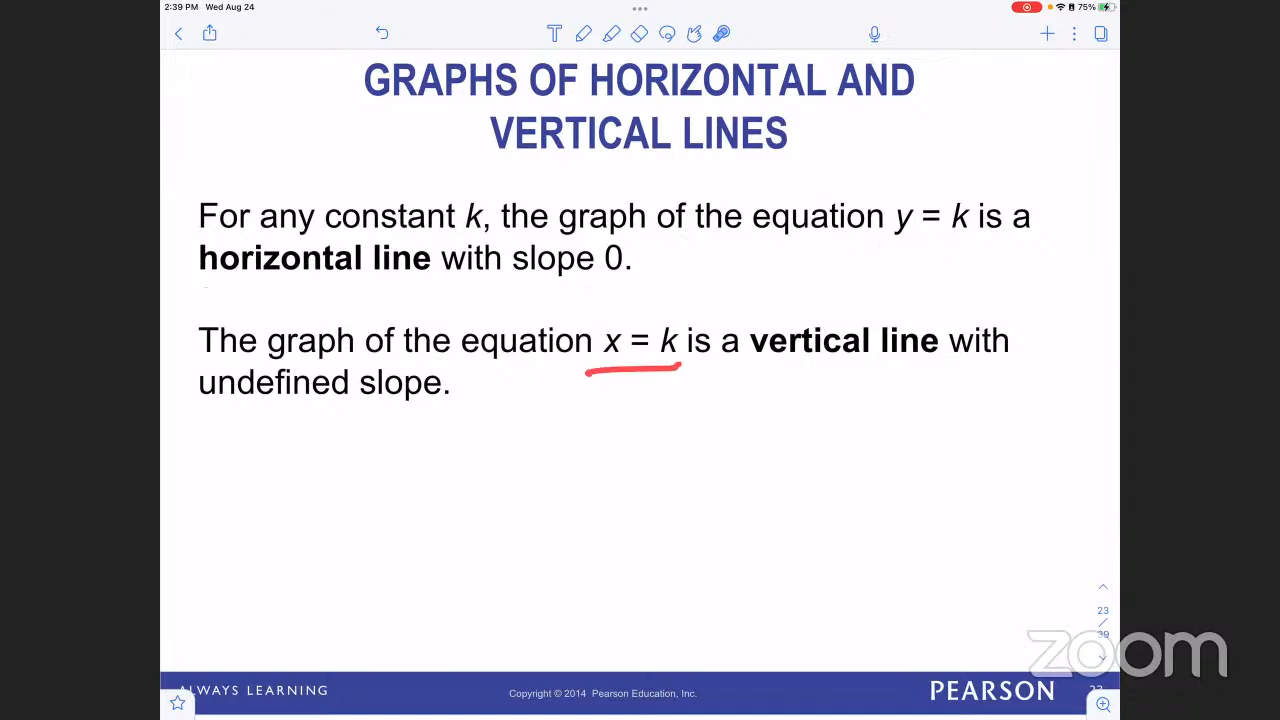 2:39 PM Wed Aug 24
75%
GRAPHS OF HORIZONTAL AND
VERTICAL LINES
For any constant k, the graph of the equation y = k is a
horizontal line with slope 0.
The graph of the equation x = k is a vertical line with
undefined slope.
23
39
zoom
ALWAYS LEARNING
Copyright © 2014 Pearson Education, Inc.
PEARSON